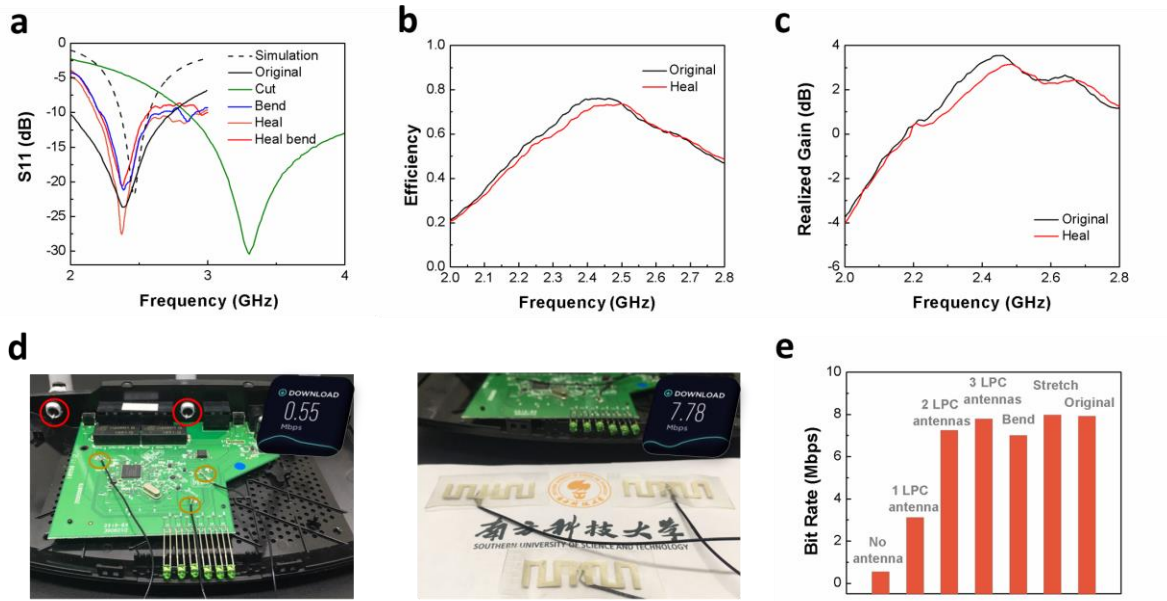 a
S11 (dB)
0
-5
-10
-15
-20
-25
-30
2
3
4
Frequency (GHz)
Simulation
Original
Cut
Bend
Heal
Heal bend
b
Efficiency
1.0
0.8
0.6
0.4
0.2
0.0
2.0 2.1 2.2 2.3 2.4 2.5 2.6 2.7 2.8
Frequency (GHz)
Original
Heal
c
Realized Gain (dB)
6
4
2
0
-2
-4
-6
2.0 2.2 2.4 2.6 2.8
Frequency (GHz)
Original
Heal
d
DOWNLOAD
0.55
Mbps
DOWNLOAD
7.78
Mbps
南方科技大学
SOUTHERN UNIVERSITY OF SCIENCE AND TECHNOLOGY
e
Bit Rate (Mbps)
10
8
6
4
2
0
No
antenna
1 LPC
antenna
2 LPC
antennas
3 LPC
antennas
Bend
Stretch
Original